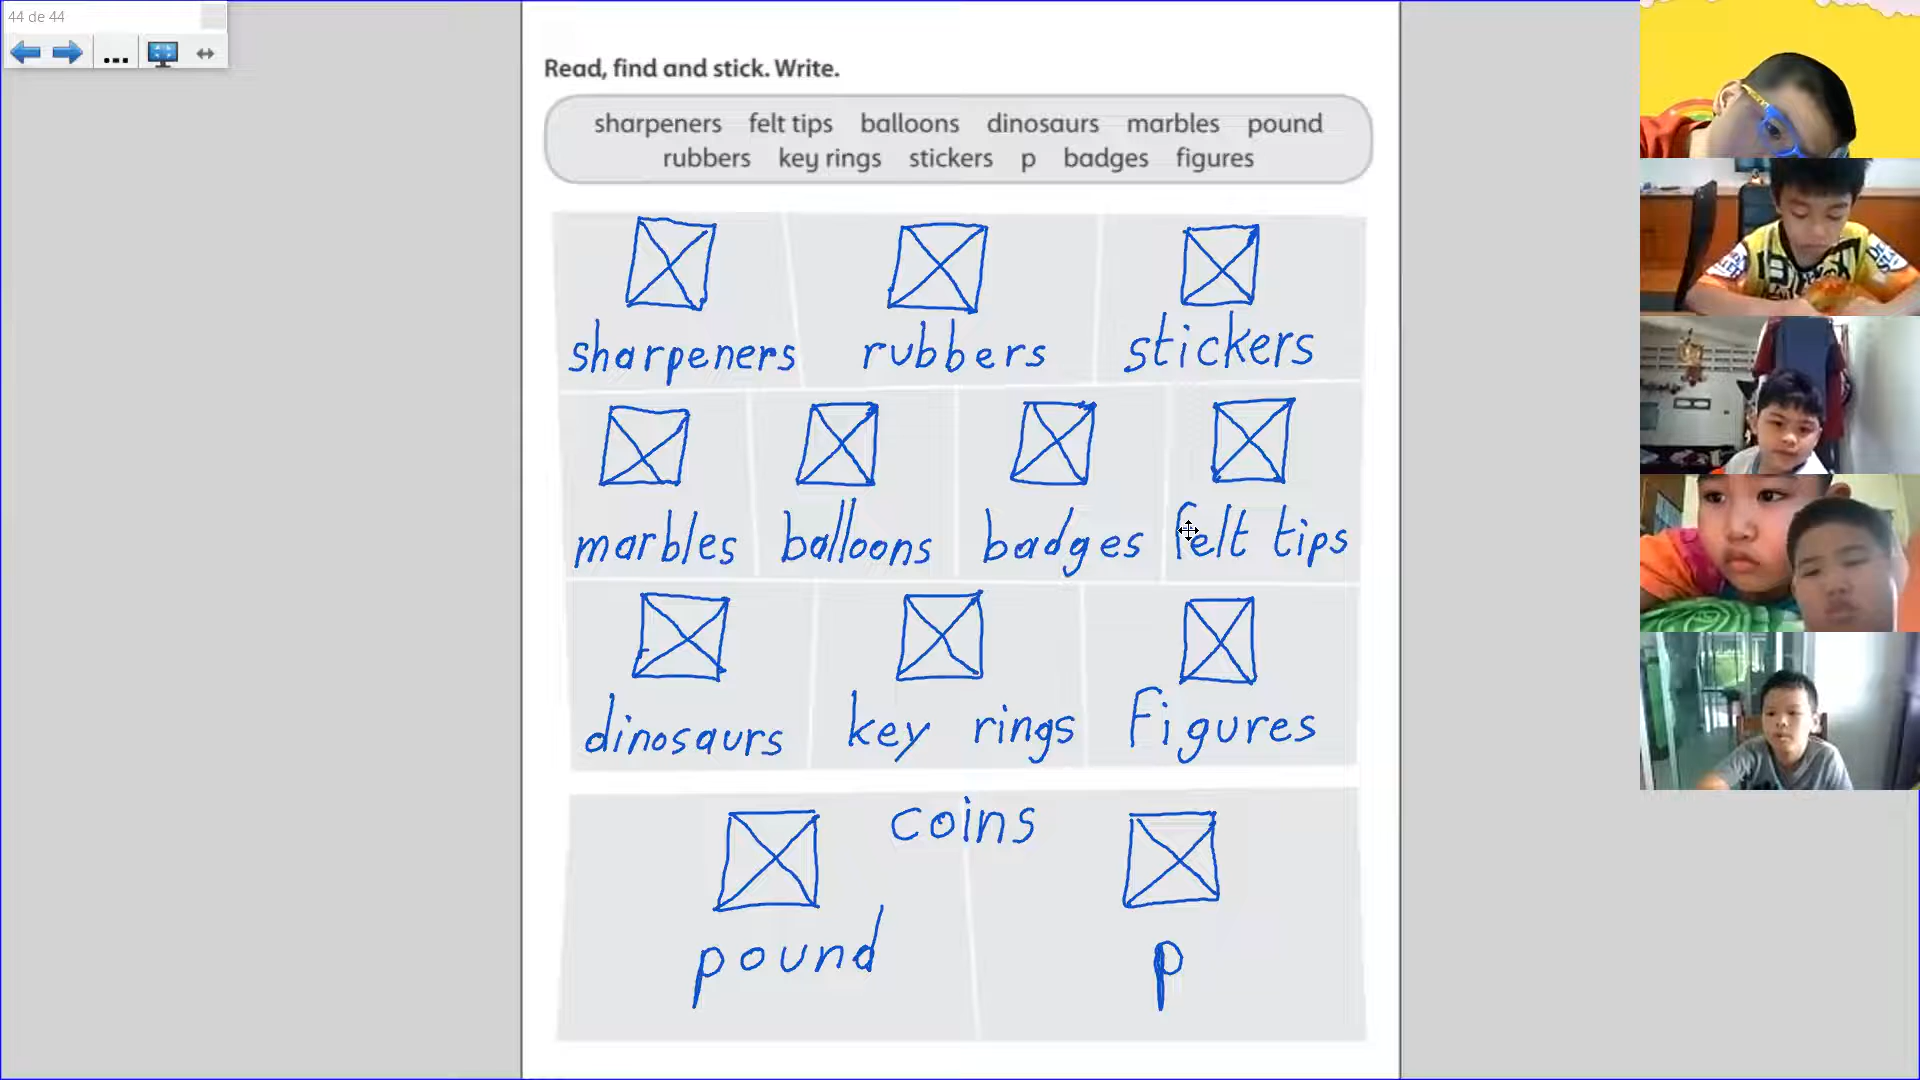 44 de 44
Read, find and stick. Write.
sharpeners felt tips balloons dinosaurs marbles pound
rubbers key rings stickers p badges figures
sharpeners rubbers stickers
marbles balloons badges felt tips
dinosaurs key rings Figures
coins
pound p